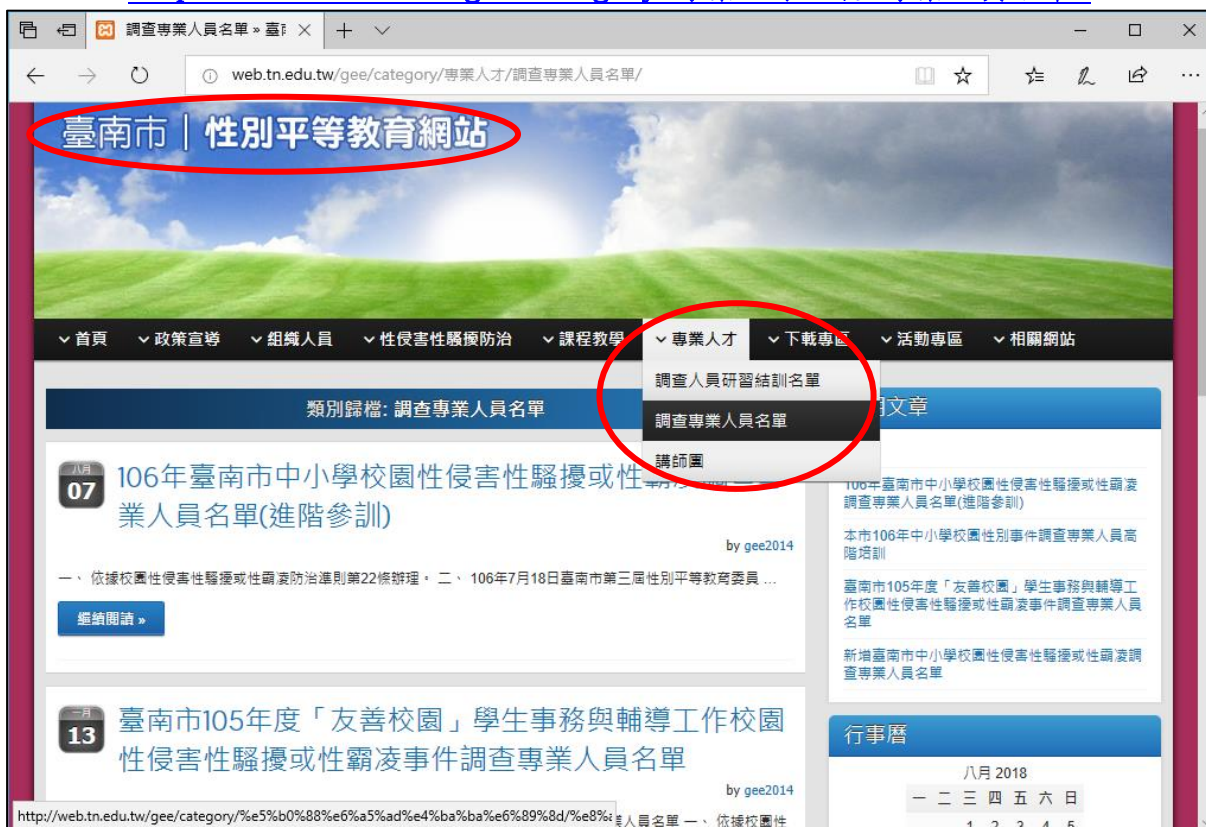 調查專業人員名單 » 臺
web.tn.edu.tw/gee/category/專業人才/調查專業人員名單/
臺南市 | 性別平等教育網站
首頁 政策宣導 組織人員 性侵害性騷擾防治 課程教學 專業人才 下載專區 活動專區 相關網站
調查人員研習結訓名單
調查專業人員名單
講師團
類別歸檔: 調查專業人員名單
文章
八月
07
106年臺南市中小學校園性侵害性騷擾或性
業人員名單(進階參訓)
by gee2014
一、 依據校園性侵害性騷擾或性霸凌防治準則第22條辦理。 二、 106年7月18日臺南市第三屆性別平等教育委員 …
繼續閱讀 »
106年臺南市中小學校園性侵害性騷擾或性霸凌
調查專業人員名單(進階參訓)
本市106年中小學校園性別事件調查專業人員高
階培訓
臺南市105年度「友善校園」學生事務與輔導工
作校園性侵害性騷擾或性霸凌事件調查專業人員
名單
新增臺南市中小學校園性侵害性騷擾或性霸凌調
查專業人員名單
一月
13
臺南市105年度「友善校園」學生事務與輔導工作校園
性侵害性騷擾或性霸凌事件調查專業人員名單
by gee2014
人員名單 一、 依據校園性
行事曆
八月 2018
一 二 三 四 五 六 日
1 2 3 4 5
http://web.tn.edu.tw/gee/category/%e5%b0%88%e6%a5%ad%e4%ba%ba%e6%89%8d/%e8%